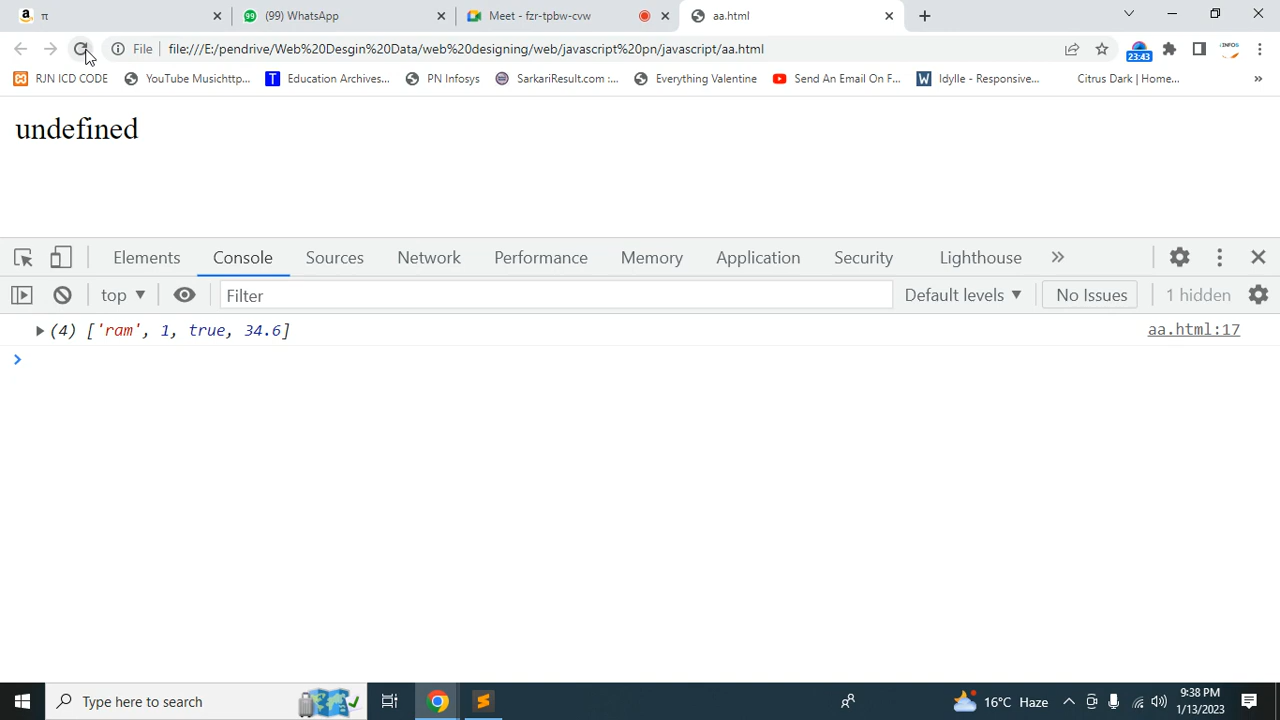 π
(99) WhatsApp
Meet - fzr-tpbw-cvw
aa.html
File
file:///E:/pendrive/Web%20Desgin%20Data/web%20designing/web/javascript%20pn/javascript/aa.html
23:43
INFOS
RJN ICD CODE
YouTube Musichttp...
T
Education Archives...
PN Infosys
SarkariResult.com :...
Everything Valentine
Send An Email On F...
W
Idylle - Responsive...
Citrus Dark | Home...
»
undefined
Elements
Console
Sources
Network
Performance
Memory
Application
Security
Lighthouse
»
top
Filter
Default levels
No Issues
1 hidden
(4) ['ram', 1, true, 34.6]
aa.html:17
Type here to search
16°C Haze
9:38 PM
1/13/2023